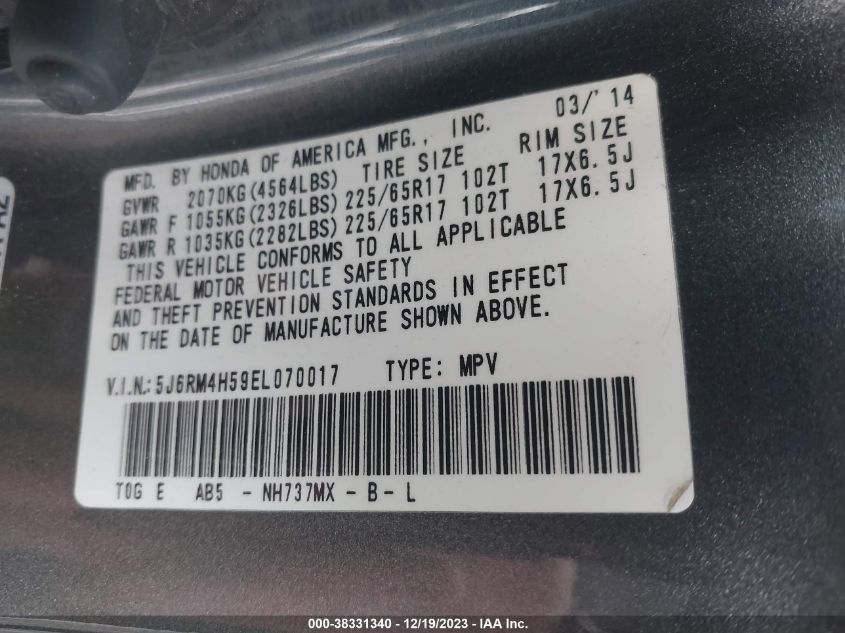 03/'14
MFD. BY HONDA OF AMERICA MFG., INC.
GVWR 2070KG(4564LBS) TIRE SIZE RIM SIZE
GAWR F 1055KG(2326LBS) 225/65R17 102T 17X6.5J
GAWR R 1035KG(2282LBS) 225/65R17 102T 17X6.5J
THIS VEHICLE CONFORMS TO ALL APPLICABLE
FEDERAL MOTOR VEHICLE SAFETY
AND THEFT PREVENTION STANDARDS IN EFFECT
ON THE DATE OF MANUFACTURE SHOWN ABOVE.
V.I.N.: 5J6RM4H59EL070017 TYPE: MPV
T0G E AB5 - NH737MX - B - L
000-38331340 - 12/19/2023 - IAA Inc.